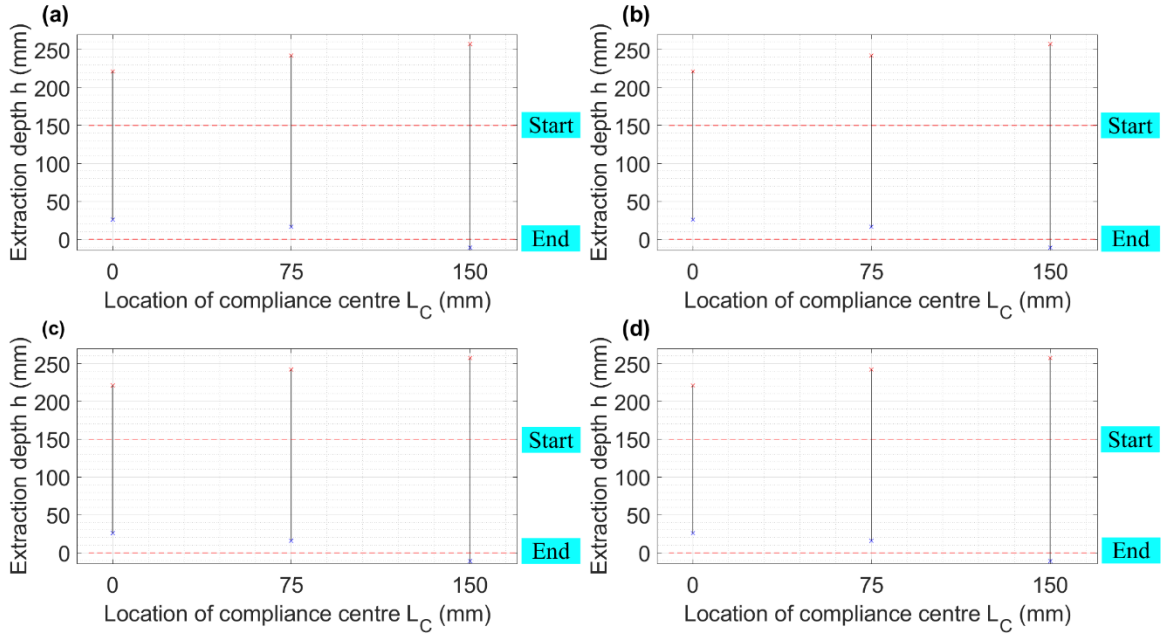 (a)
Extraction depth h (mm)
250
200
150
100
50
0
Start
End
0 75 150
Location of compliance centre L_C (mm)
(b)
Extraction depth h (mm)
250
200
150
100
50
0
Start
End
0 75 150
Location of compliance centre L_C (mm)
(c)
Extraction depth h (mm)
250
200
150
100
50
0
Start
End
0 75 150
Location of compliance centre L_C (mm)
(d)
Extraction depth h (mm)
250
200
150
100
50
0
Start
End
0 75 150
Location of compliance centre L_C (mm)